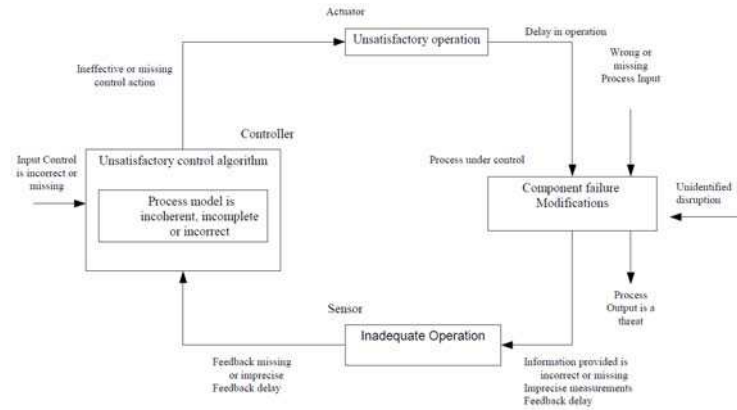 Actuator
Unsatisfactory operation
Delay in operation
Wrong or
missing
Process Input
Ineffective or missing
control action
Controller
Input Control
is incorrect or
missing
Unsatisfactory control algorithm
Process model is
incoherent, incomplete
or incorrect
Process under control
Component failure
Modifications
Unidentified
disruption
Process
Output is a
threat
Sensor
Inadequate Operation
Feedback missing
or imprecise
Feedback delay
Information provided is
incorrect or missing
Imprecise measurements
Feedback delay